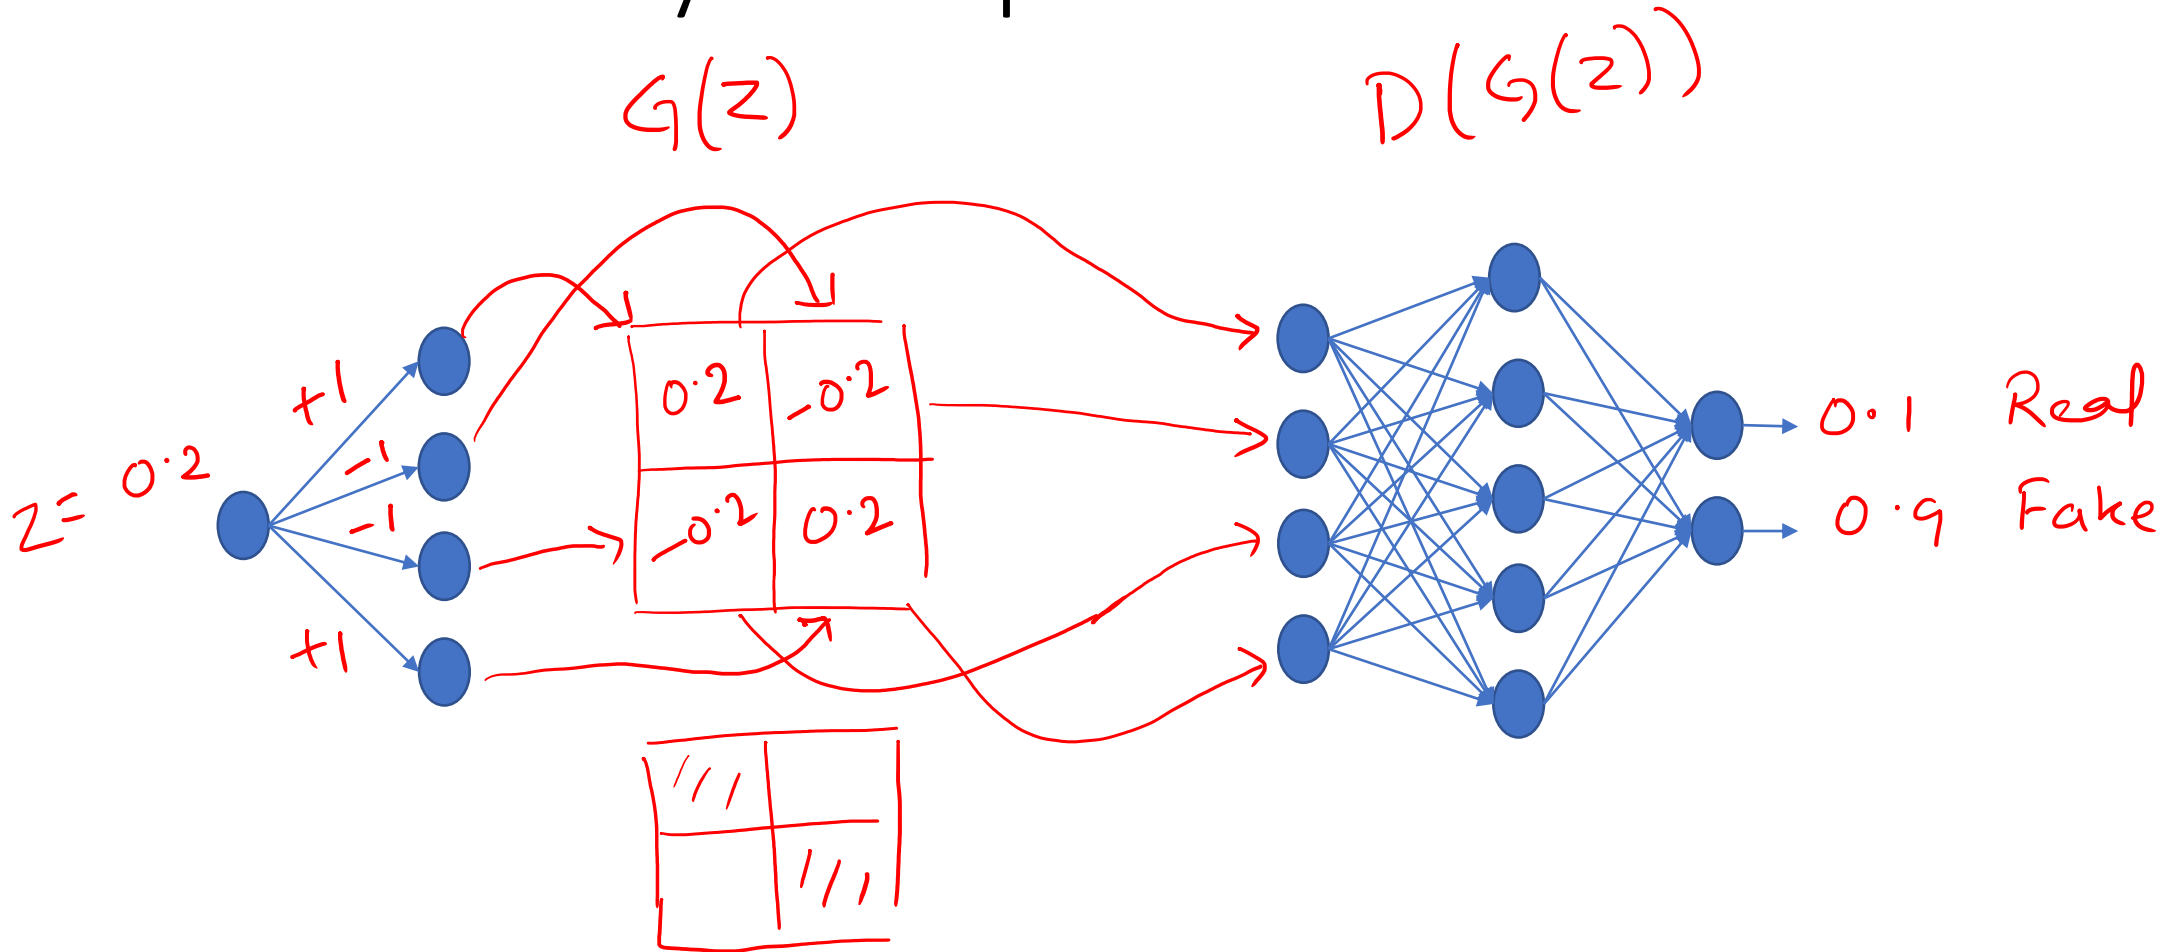 G(Z)
D(G(Z))
+1
-1
Z= 0.2
-1
+1
0.2 -0.2
-0.2 0.2
0.1 Real
0.9 Fake